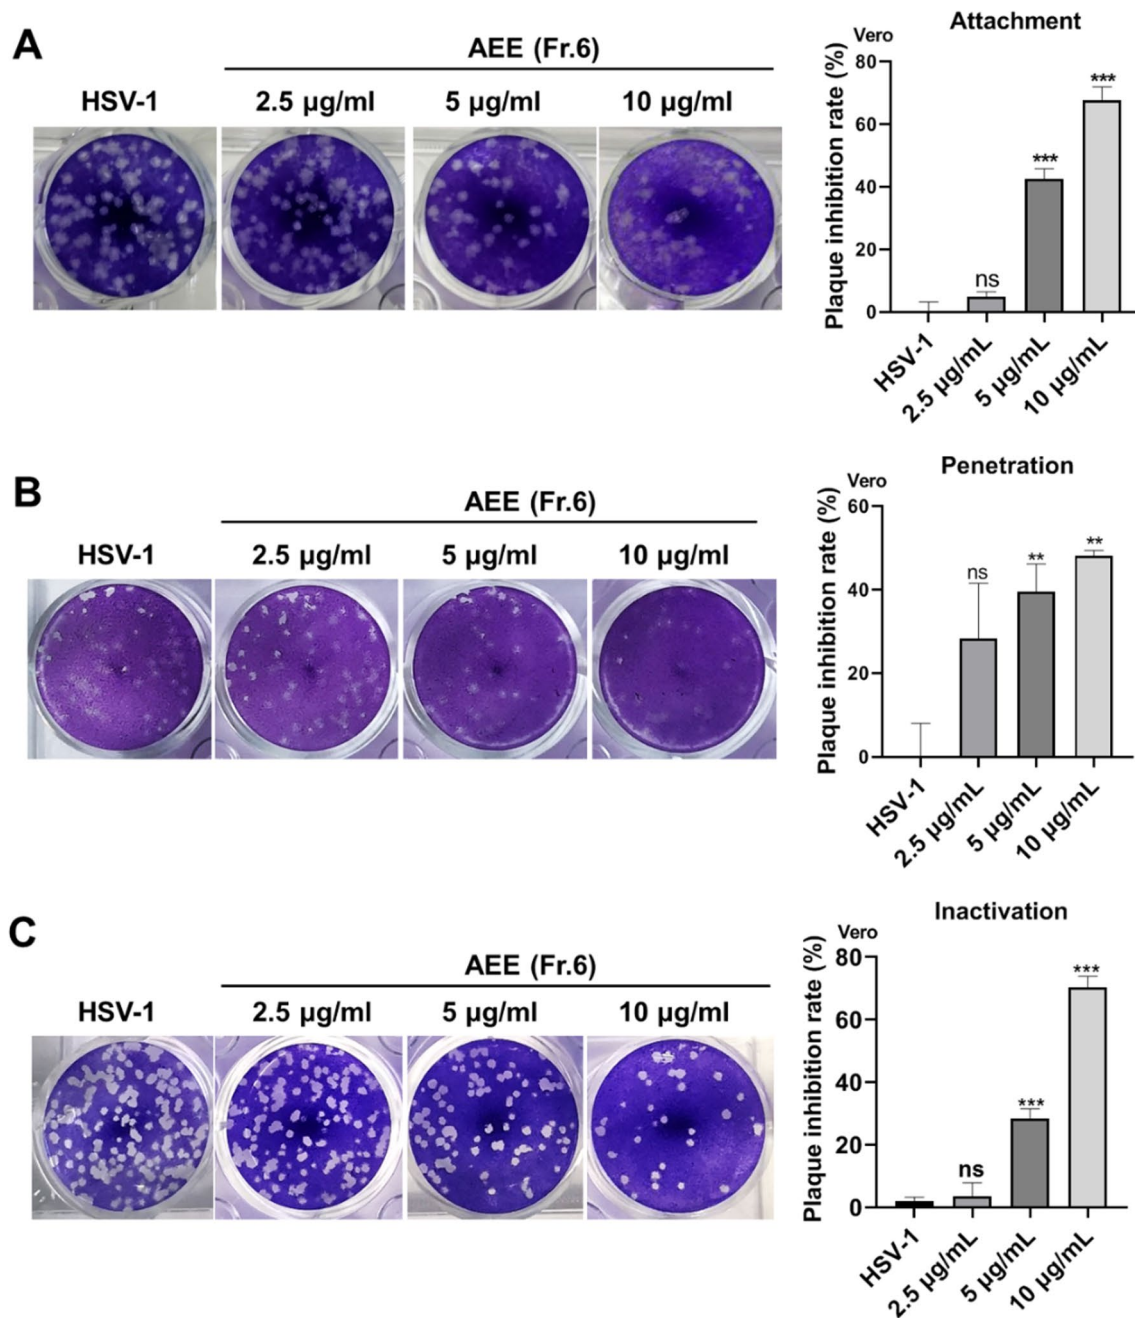 A
AEE (Fr.6)
HSV-1 2.5 µg/ml 5 µg/ml 10 µg/ml
Attachment
Vero
Plaque inhibition rate (%)
80
60
40
20
0
ns
***
***
HSV-1
2.5 µg/mL
5 µg/mL
10 µg/mL
B
AEE (Fr.6)
HSV-1 2.5 µg/ml 5 µg/ml 10 µg/ml
Penetration
Vero
Plaque inhibition rate (%)
60
40
20
0
ns
**
**
HSV-1
2.5 µg/mL
5 µg/mL
10 µg/mL
C
AEE (Fr.6)
HSV-1 2.5 µg/ml 5 µg/ml 10 µg/ml
Inactivation
Vero
Plaque inhibition rate (%)
80
60
40
20
0
ns
***
***
HSV-1
2.5 µg/mL
5 µg/mL
10 µg/mL